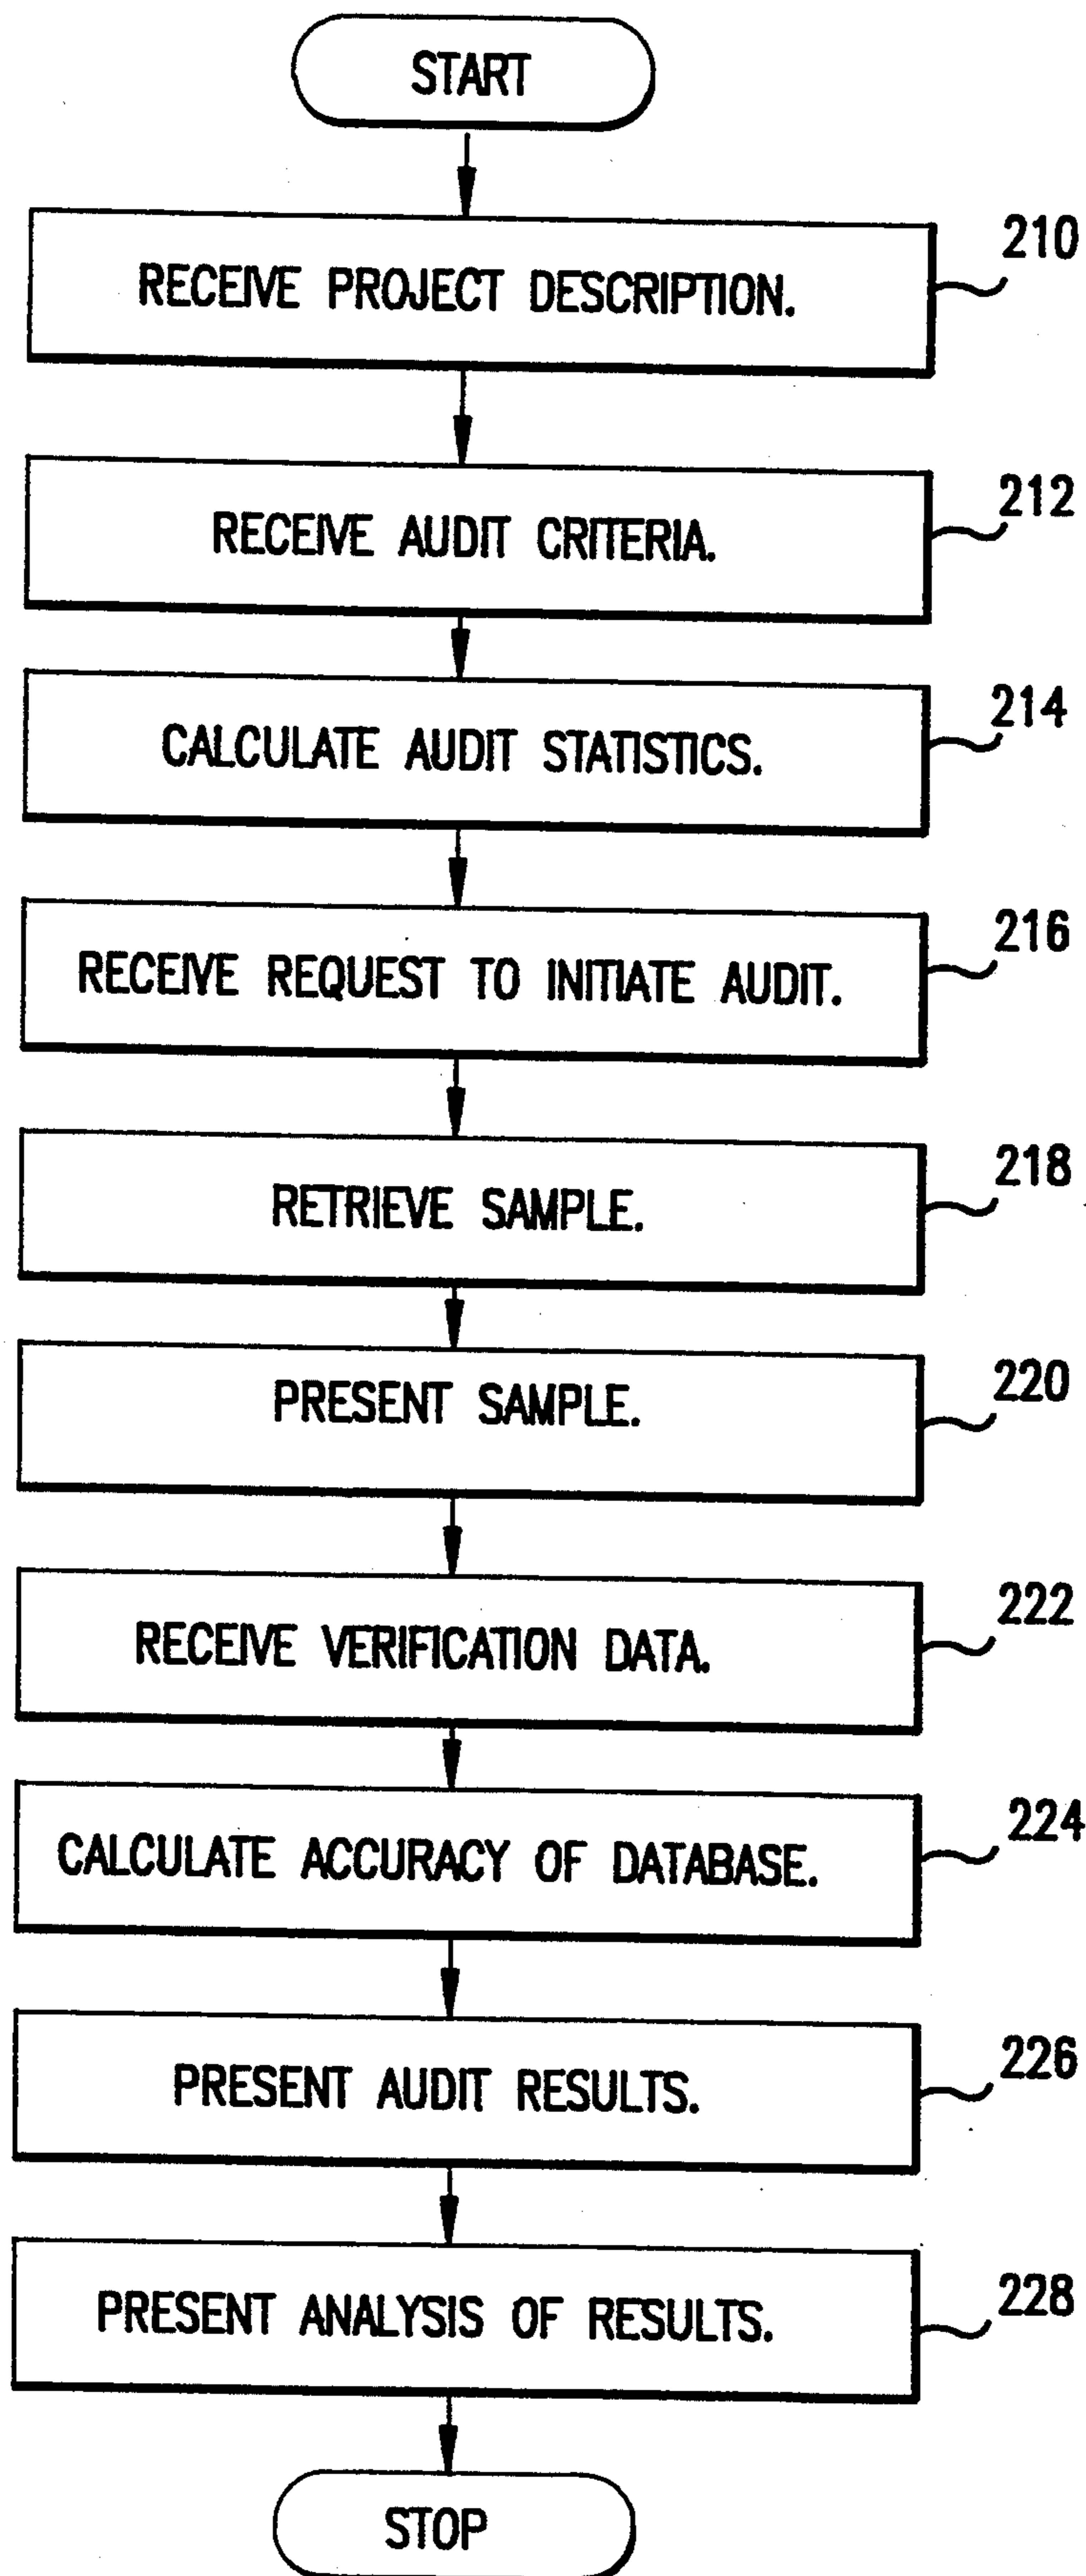 START
RECEIVE PROJECT DESCRIPTION.
210
RECEIVE AUDIT CRITERIA.
212
CALCULATE AUDIT STATISTICS.
214
RECEIVE REQUEST TO INITIATE AUDIT.
216
RETRIEVE SAMPLE.
218
PRESENT SAMPLE.
220
RECEIVE VERIFICATION DATA.
222
CALCULATE ACCURACY OF DATABASE.
224
PRESENT AUDIT RESULTS.
226
PRESENT ANALYSIS OF RESULTS.
228
STOP